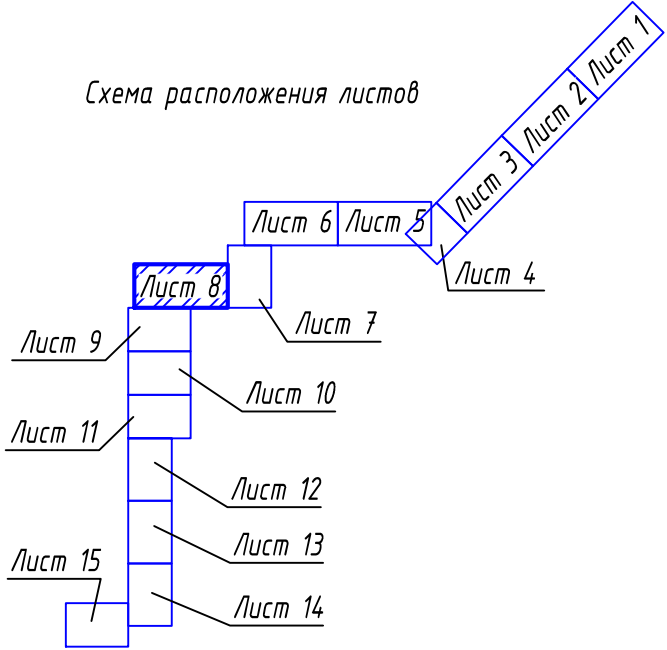 Лист 1
Лист 2
Схема расположения листов
Лист 3
Лист 6
Лист 5
Лист 4
Лист 8
Лист 7
Лист 9
Лист 10
Лист 11
Лист 12
Лист 13
Лист 15
Лист 14